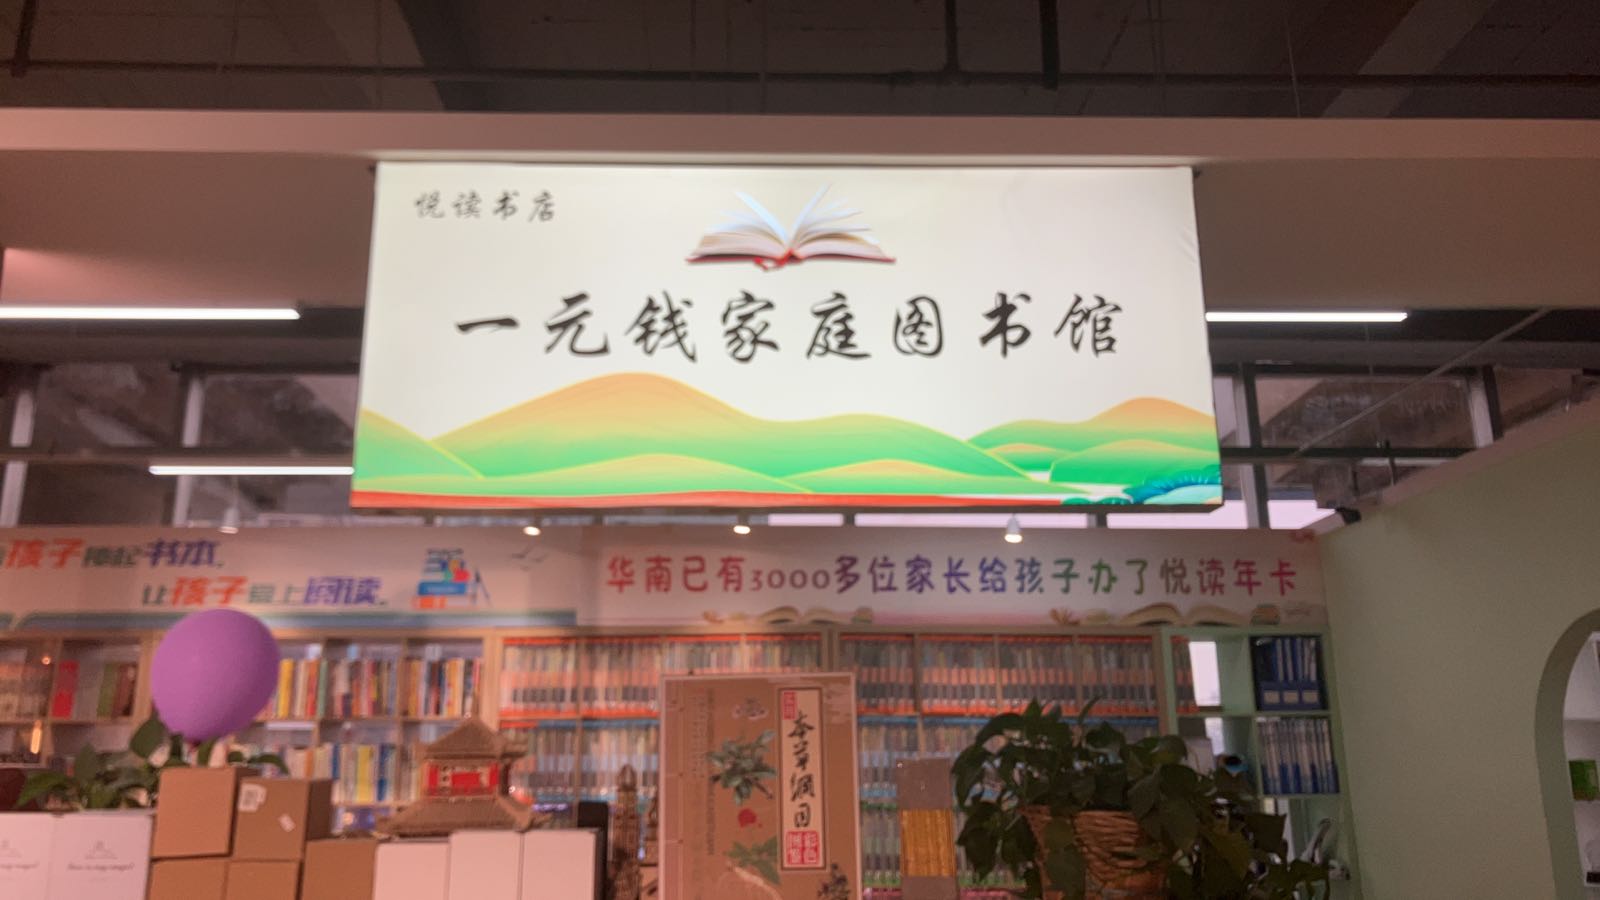 悦读书店
一元钱家庭图书馆
孩子捧起书本,
让孩子爱上阅读。
华南已有3000多位家长给孩子办了悦读年卡
本草纲目
彩色